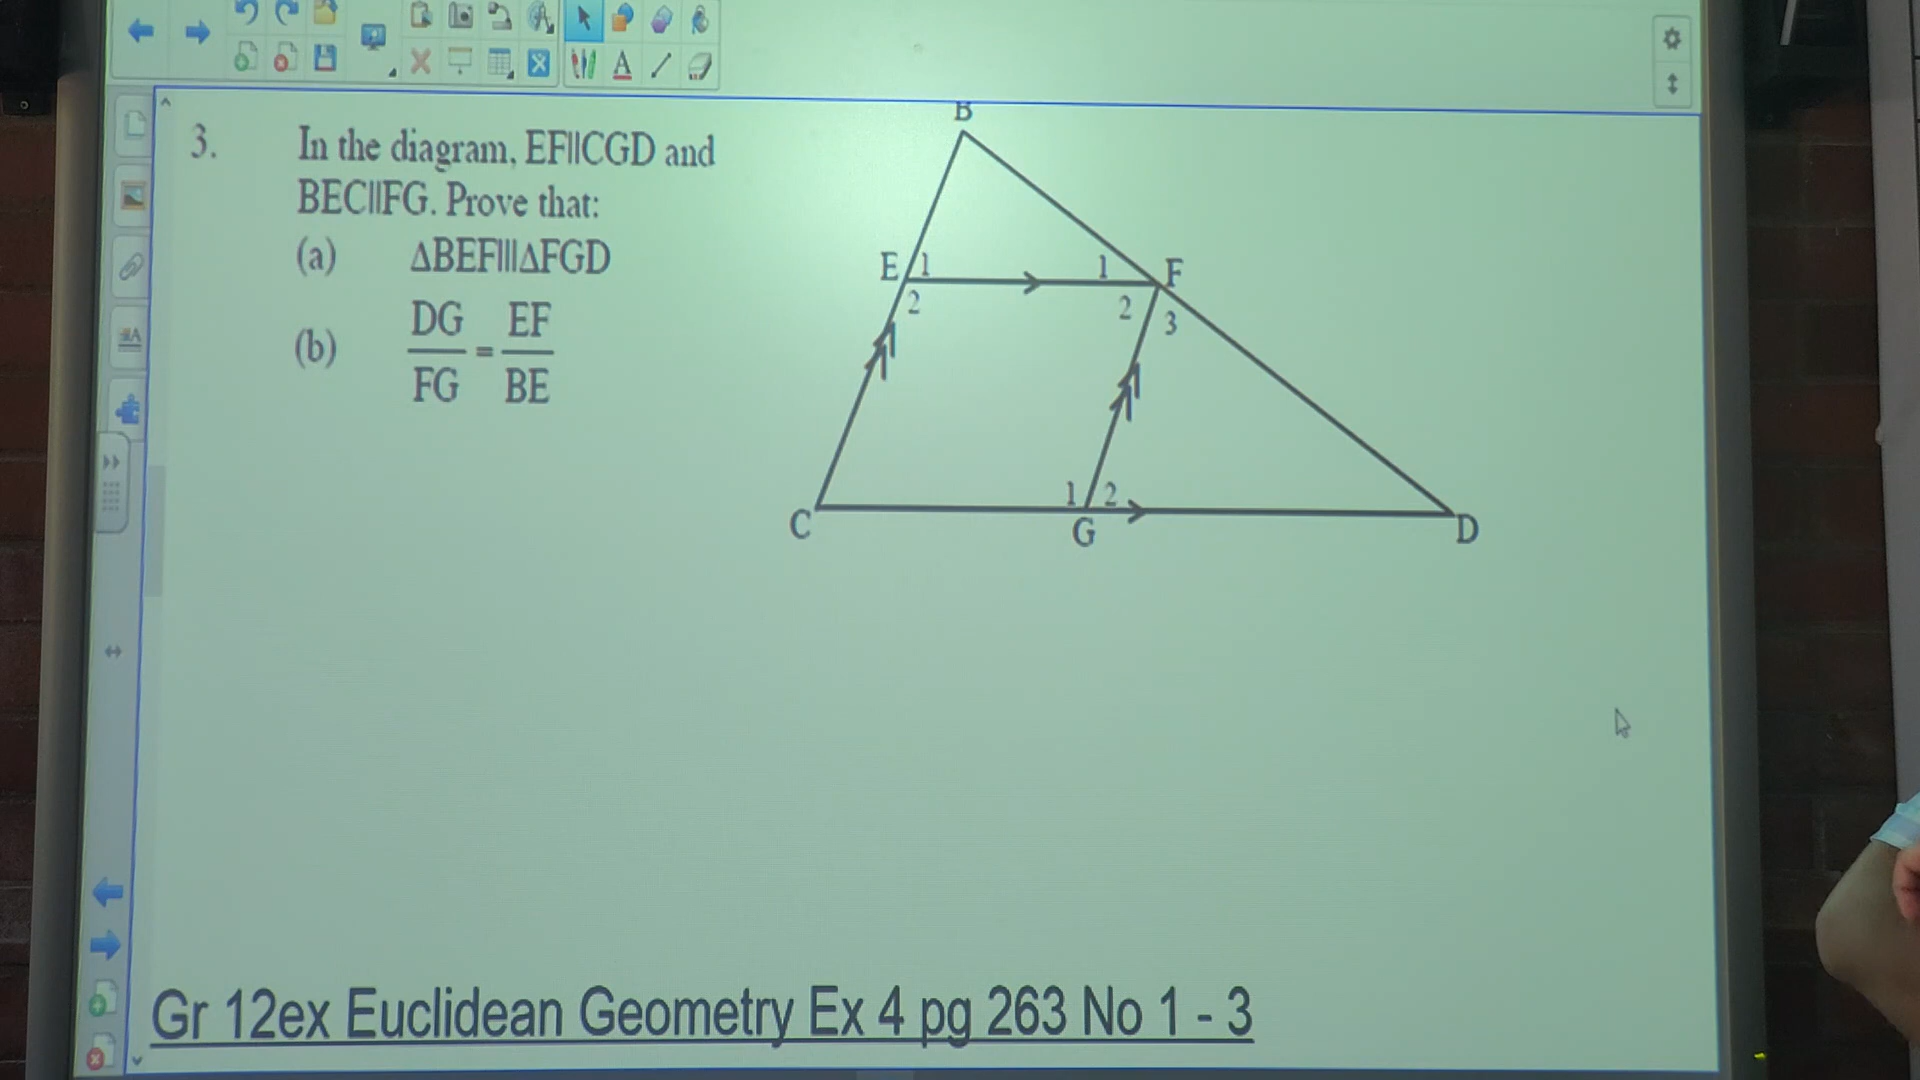 3. In the diagram, EF||CGD and
BEC||FG. Prove that:
(a) ΔBEF|||ΔFGD
(b) DG/FG = EF/BE
B
E 1 1 F
2 2 3
1 2
C G D
Gr 12ex Euclidean Geometry Ex 4 pg 263 No 1 - 3